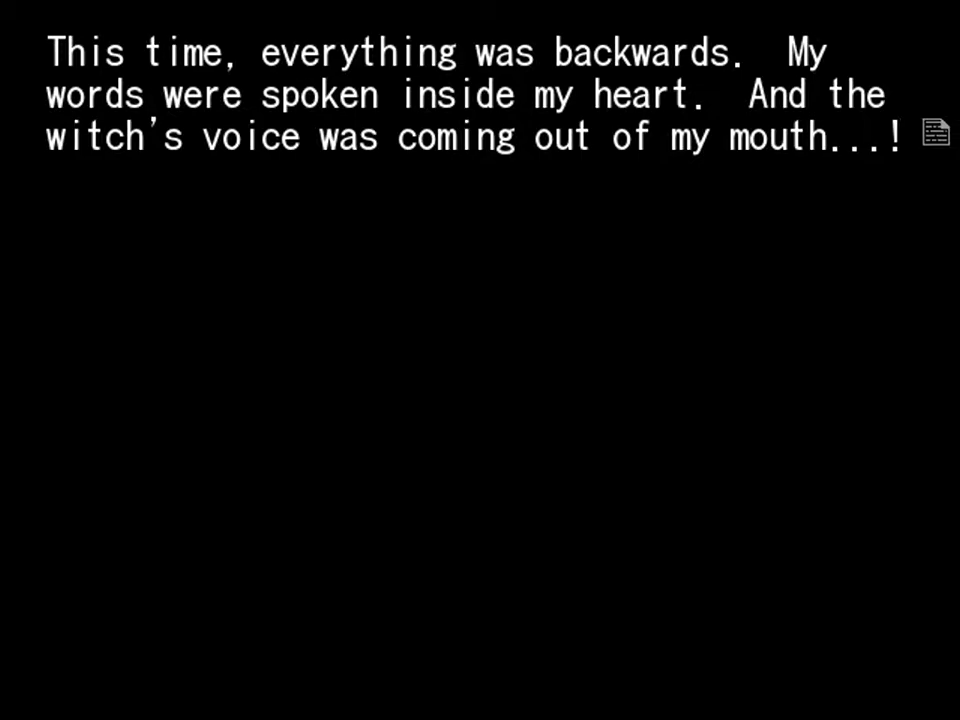 This time, everything was backwards.  My
words were spoken inside my heart.  And the
witch's voice was coming out of my mouth...!